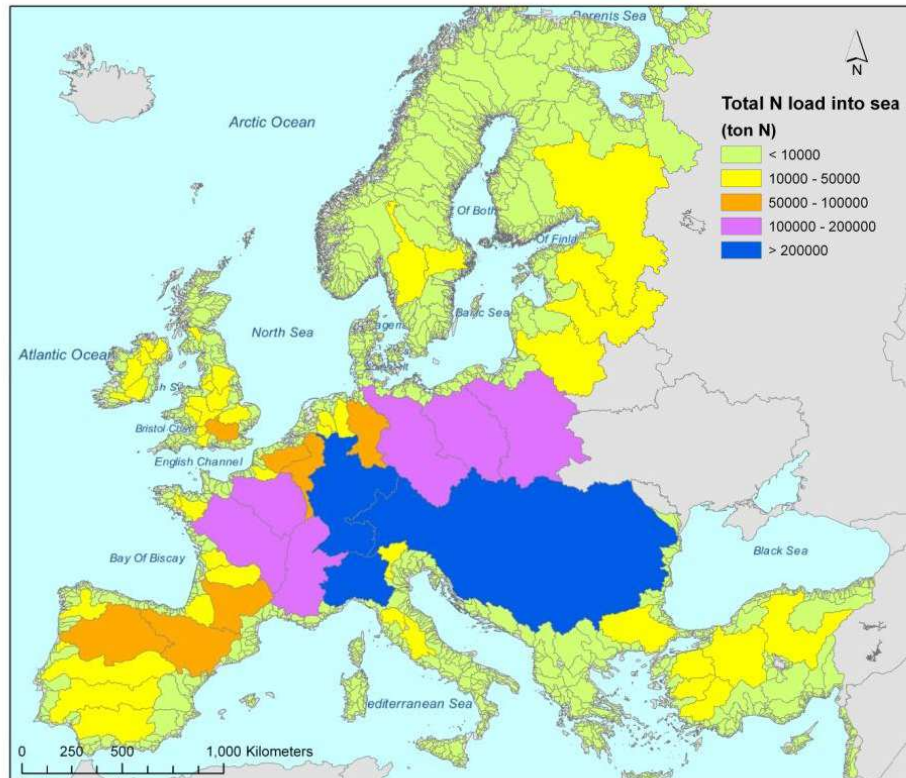 Barents Sea
N
Arctic Ocean
Total N load into sea
(ton N)
< 10000
10000 - 50000
50000 - 100000
100000 - 200000
> 200000
Of Both
Of Finla
North Sea
Baltic Sea
Atlantic Ocean
Bristol
English Channel
Bay Of Biscay
Black Sea
editerranean Sea
0 250 500 1,000 Kilometers